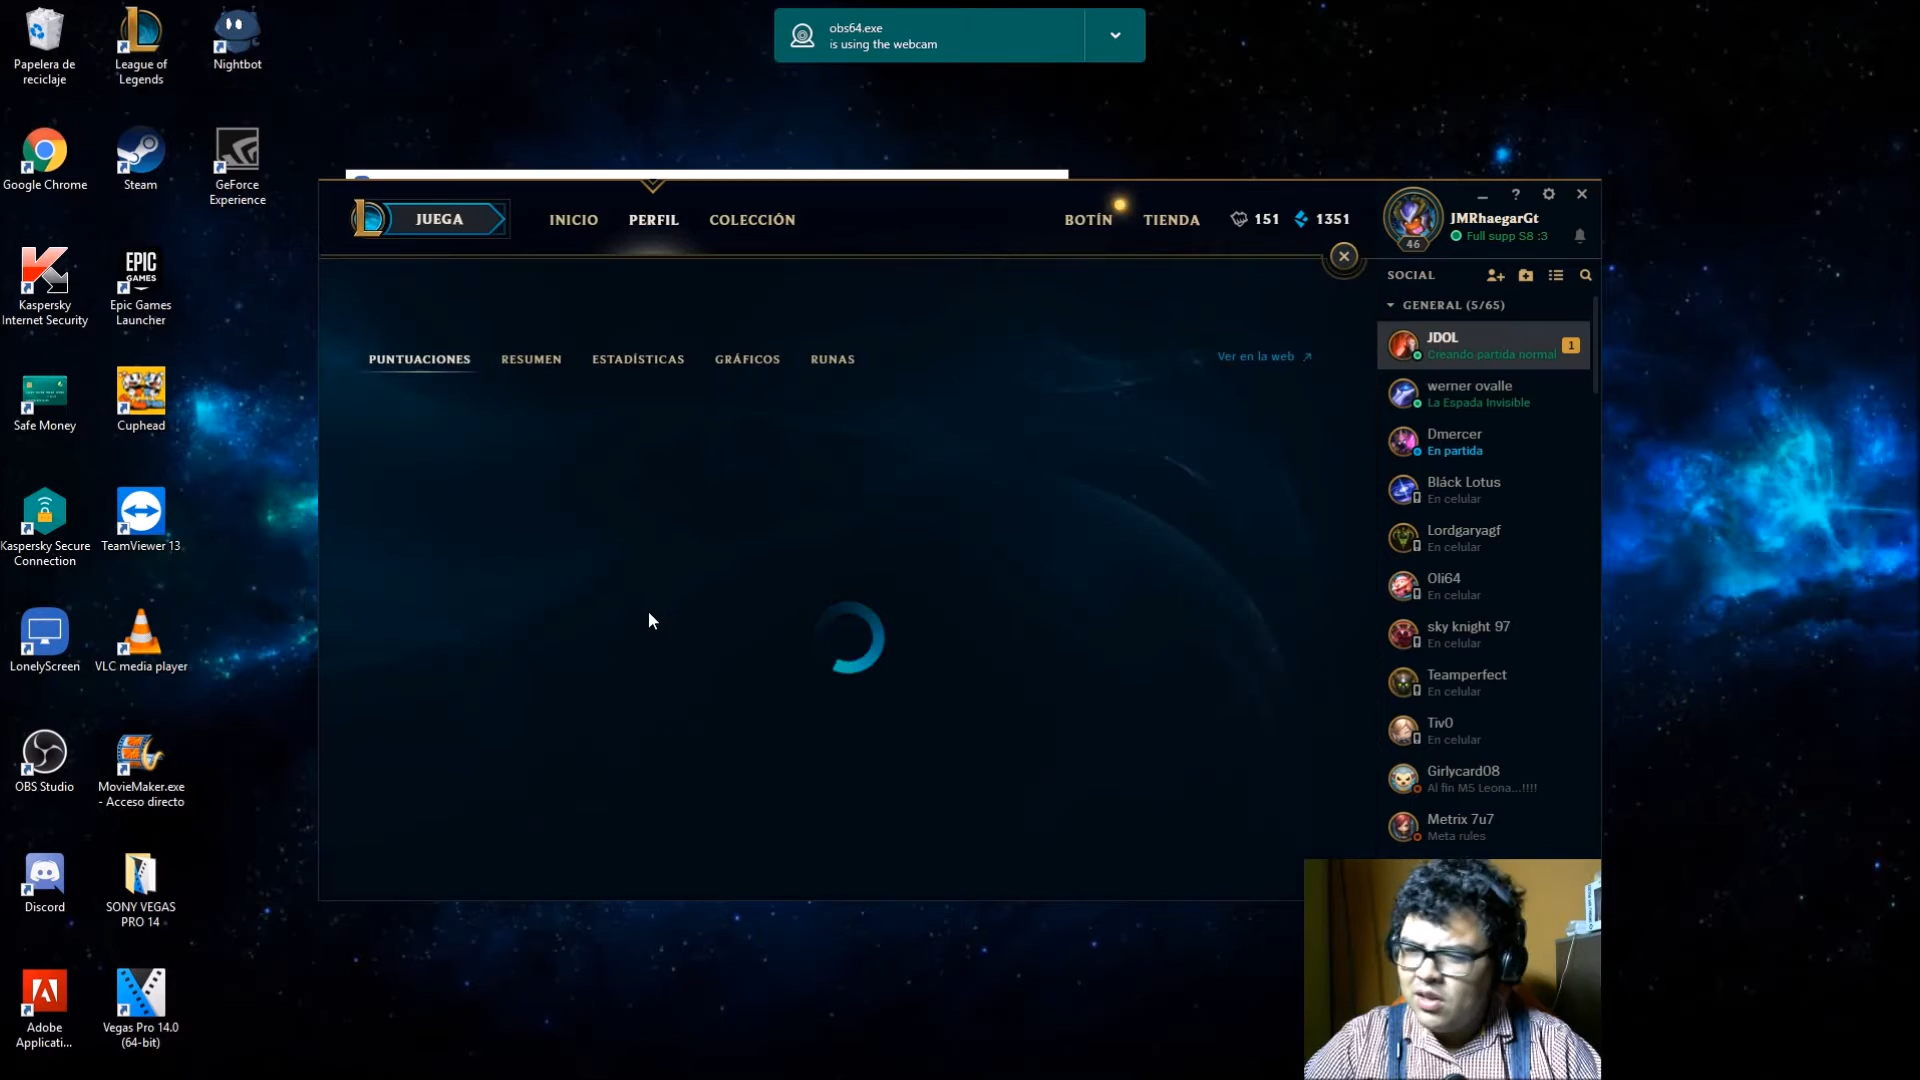 Papelera de
reciclaje
League of
Legends
Nightbot
Google Chrome
Steam
GeForce
Experience
Kaspersky
Internet Security
EPIC
GAMES
Epic Games
Launcher
Safe Money
Cuphead
Kaspersky Secure
Connection
TeamViewer 13
LonelyScreen
VLC media player
OBS Studio
MovieMaker.exe
- Acceso directo
Discord
SONY VEGAS
PRO 14
Adobe
Applicati...
Vegas Pro 14.0
(64-bit)
obs64.exe
is using the webcam
JUEGA
INICIO
PERFIL
COLECCIÓN
BOTÍN
TIENDA
151
1351
46
JMRhaegarGt
Full supp S8 :3
PUNTUACIONES
RESUMEN
ESTADÍSTICAS
GRÁFICOS
RUNAS
Ver en la web
SOCIAL
GENERAL (5/65)
JDOL
Creando partida normal
1
werner ovalle
La Espada Invisible
Dmercer
En partida
Bláck Lotus
En celular
Lordgaryagf
En celular
Oli64
En celular
sky knight 97
En celular
Teamperfect
En celular
Tiv0
En celular
Girlycard08
Al fin M5 Leona...!!!!
Metrix 7u7
Meta rules